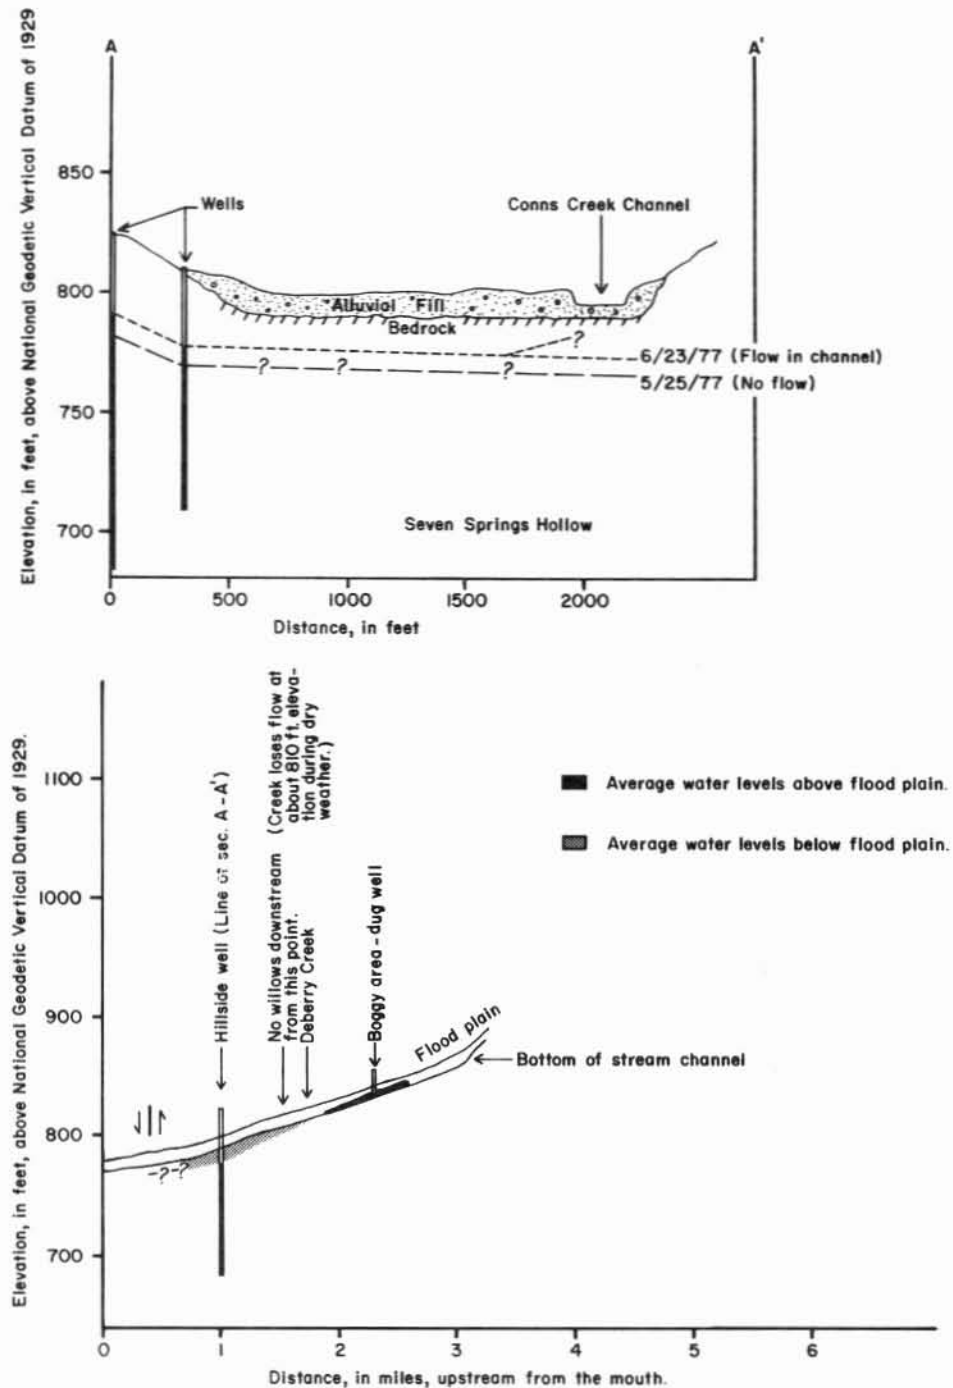 Elevation, in feet, above National Geodetic Vertical Datum of 1929
A
A'
850
800
750
700
Wells
Conns Creek Channel
Alluvial Fill
Bedrock
?
?
?
?
6/23/77 (Flow in channel)
5/25/77 (No flow)
Seven Springs Hollow
0
500
1000
1500
2000
Distance, in feet
Elevation, in feet, above National Geodetic Vertical Datum of 1929.
1100
1000
900
800
700
Hillside well (Line of sec. A-A')
No willows downstream
from this point.
(Creek loses flow at
about 810 ft. eleva-
tion during dry
weather.)
Deberry Creek
Boggy area-dug well
Flood plain
Bottom of stream channel
Average water levels above flood plain.
Average water levels below flood plain.
-?-?
0
1
2
3
4
5
6
Distance, in miles, upstream from the mouth.